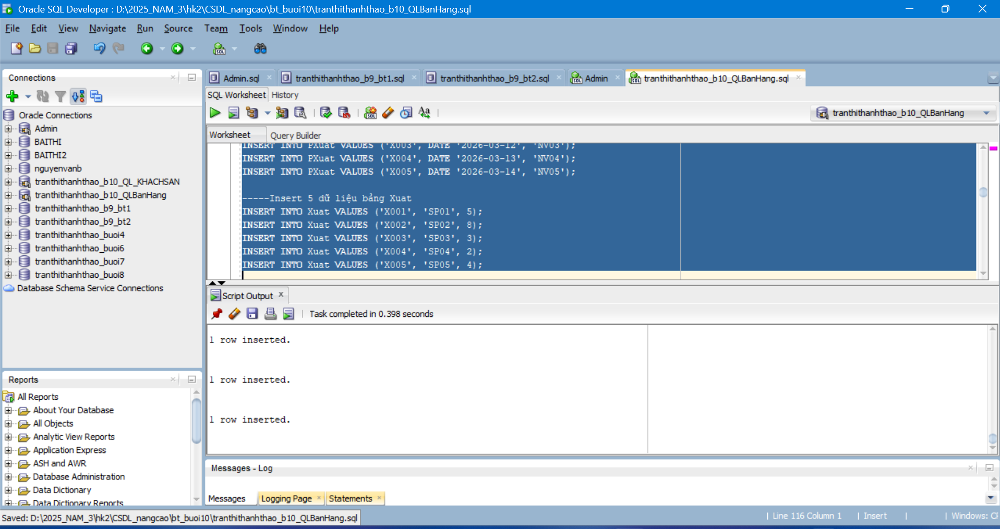 Oracle SQL Developer : D:\2025_NAM_3\hk2\CSDL_nangcao\bt_buoi10\tranthithanhthao_b10_QLBanHang.sql
File Edit View Navigate Run Source Team Tools Window Help
Connections
Oracle Connections
Admin
BAITHI
BAITHI2
nguyenvanb
tranthithanhthao_b10_QL_KHACHSAN
tranthithanhthao_b10_QLBanHang
tranthithanhthao_b9_bt1
tranthithanhthao_b9_bt2
tranthithanhthao_buoi4
tranthithanhthao_buoi6
tranthithanhthao_buoi7
tranthithanhthao_buoi8
Database Schema Service Connections
Reports
All Reports
About Your Database
All Objects
Analytic View Reports
Application Express
ASH and AWR
Database Administration
Data Dictionary
Data Dictionary Reports
Admin.sql tranthithanhthao_b9_bt1.sql tranthithanhthao_b9_bt2.sql Admin tranthithanhthao_b10_QLBanHang.sql
SQL Worksheet History
tranthithanhthao_b10_QLBanHang
Worksheet Query Builder
INSERT INTO PXuat VALUES ('X003', DATE '2026-03-12', 'NV03');
INSERT INTO PXuat VALUES ('X004', DATE '2026-03-13', 'NV04');
INSERT INTO PXuat VALUES ('X005', DATE '2026-03-14', 'NV05');
-----Insert 5 dữ liệu bảng Xuat
INSERT INTO Xuat VALUES ('X001', 'SP01', 5);
INSERT INTO Xuat VALUES ('X002', 'SP02', 8);
INSERT INTO Xuat VALUES ('X003', 'SP03', 3);
INSERT INTO Xuat VALUES ('X004', 'SP04', 2);
INSERT INTO Xuat VALUES ('X005', 'SP05', 4);
Script Output
Task completed in 0.398 seconds
1 row inserted.
1 row inserted.
1 row inserted.
Messages - Log
Messages Logging Page Statements
Saved: D:\2025_NAM_3\hk2\CSDL_nangcao\bt_buoi10\tranthithanhthao_b10_QLBanHang.sql
Line 116 Column 1 Insert Windows: